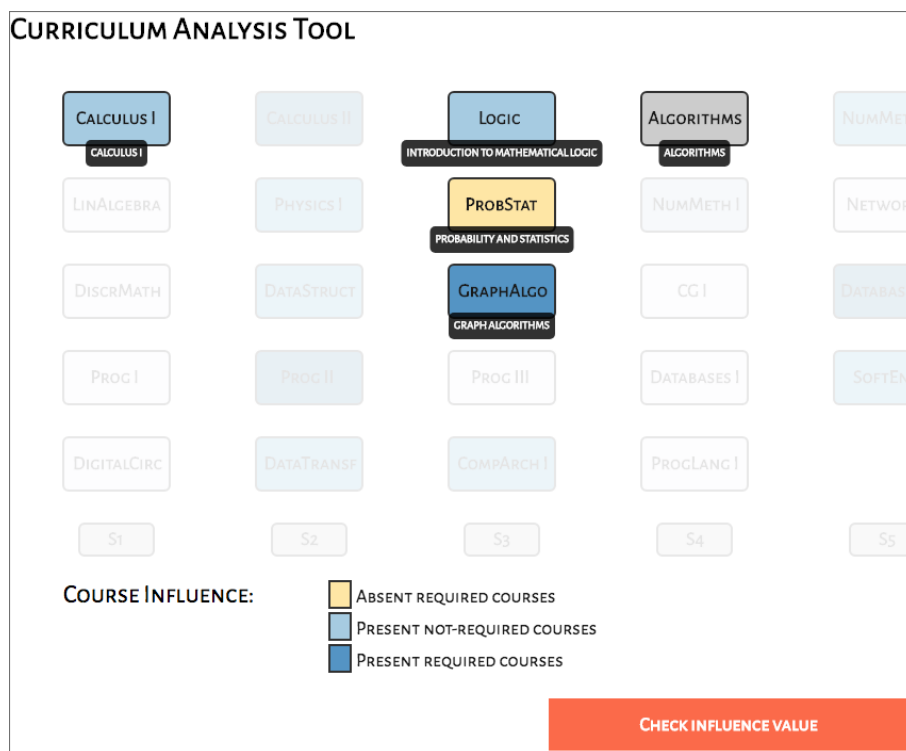 Curriculum Analysis Tool
Calculus I
Calculus II
Logic
Algorithms
Calculus I
Introduction to Mathematical Logic
Algorithms
LinAlgebra
Physics I
ProbStat
NumMeth I
Probability and Statistics
DiscrMath
DataStruct
GraphAlgo
CG I
Graph Algorithms
Prog I
Prog II
Prog III
Databases I
DigitalCirc
DataTransf
CompArch I
ProgLang I
S1
S2
S3
S4
S5
Course Influence:
Absent required courses
Present not-required courses
Present required courses
Check influence value